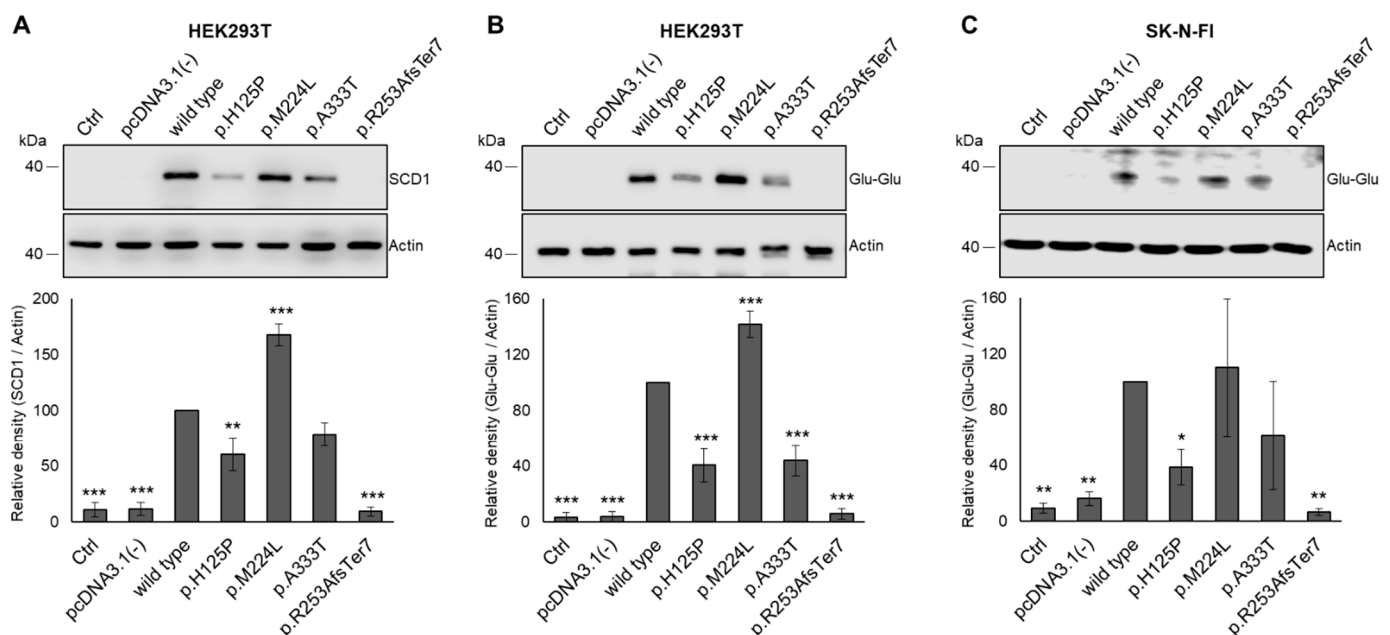 A
HEK293T
Ctrl
pcDNA3.1(-)
wild type
p.H125P
p.M224L
p.A333T
p.R253AfsTer7
kDa
40
SCD1
40
Actin
Relative density (SCD1 / Actin)
200
150
100
50
0
***
***
**
***
***
Ctrl
pcDNA3.1(-)
wild type
p.H125P
p.M224L
p.A333T
p.R253AfsTer7
B
HEK293T
Ctrl
pcDNA3.1(-)
wild type
p.H125P
p.M224L
p.A333T
p.R253AfsTer7
kDa
40
Glu-Glu
40
Actin
Relative density (Glu-Glu / Actin)
160
120
80
40
0
***
***
***
***
***
***
Ctrl
pcDNA3.1(-)
wild type
p.H125P
p.M224L
p.A333T
p.R253AfsTer7
C
SK-N-FI
Ctrl
pcDNA3.1(-)
wild type
p.H125P
p.M224L
p.A333T
p.R253AfsTer7
kDa
40
Glu-Glu
40
Actin
Relative density (Glu-Glu / Actin)
160
120
80
40
0
**
**
*
**
Ctrl
pcDNA3.1(-)
wild type
p.H125P
p.M224L
p.A333T
p.R253AfsTer7